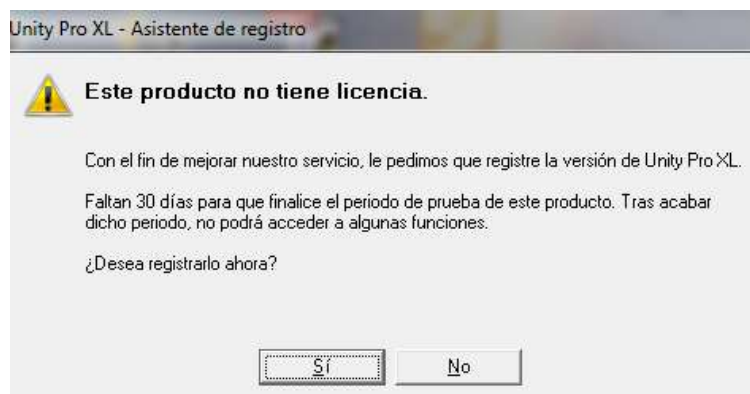 Unity Pro XL - Asistente de registro
Este producto no tiene licencia.
Con el fin de mejorar nuestro servicio, le pedimos que registre la versión de Unity Pro XL.
Faltan 30 días para que finalice el periodo de prueba de este producto. Tras acabar
dicho periodo, no podrá acceder a algunas funciones.
¿Desea registrarlo ahora?
Sí No